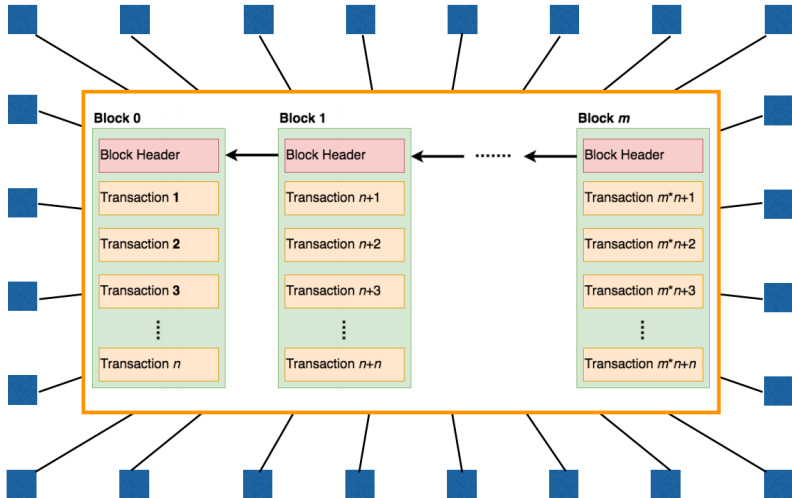 Block 0
Block Header
Transaction 1
Transaction 2
Transaction 3
Transaction n
Block 1
Block Header
Transaction n+1
Transaction n+2
Transaction n+3
Transaction n+n
Block m
Block Header
Transaction m*n+1
Transaction m*n+2
Transaction m*n+3
Transaction m*n+n